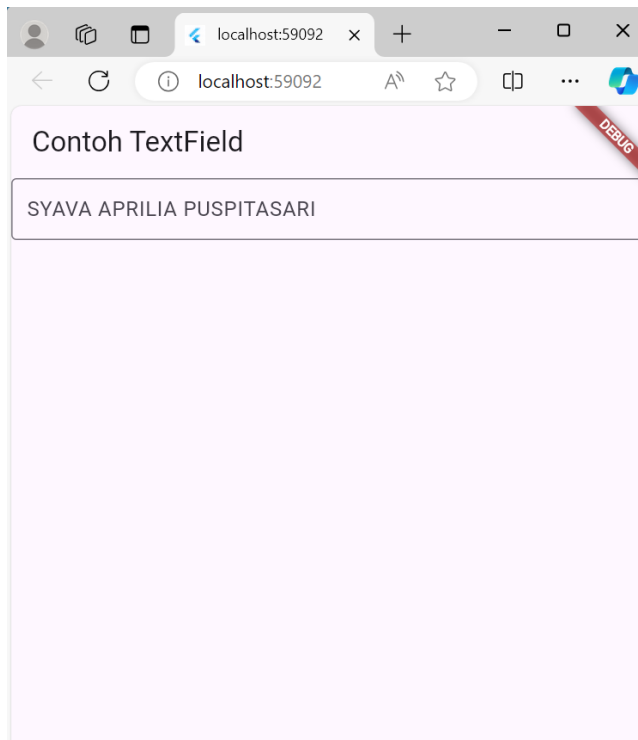 localhost:59092
localhost:59092
Contoh TextField
DEBUG
SYAVA APRILIA PUSPITASARI